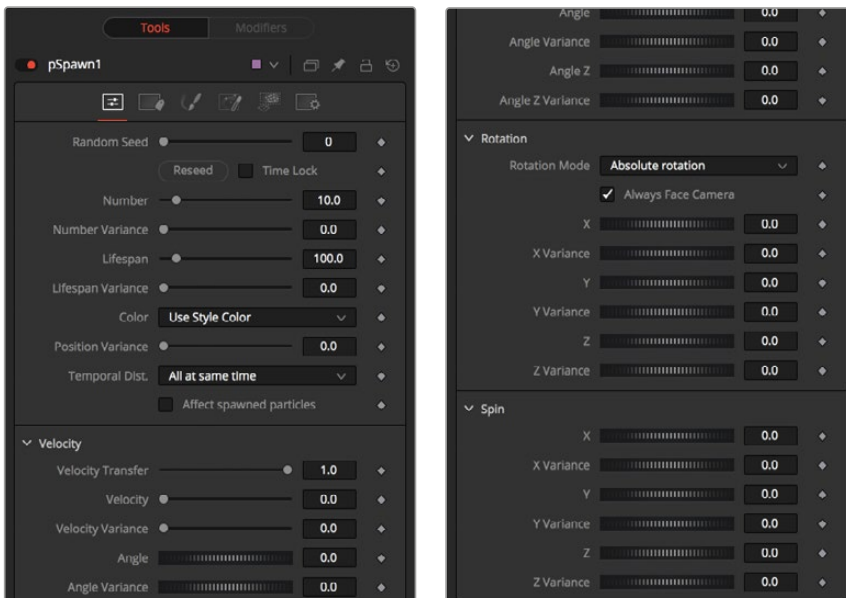 Tools Modifiers
pSpawn1
Random Seed 0
Reseed Time Lock
Number 10.0
Number Variance 0.0
Lifespan 100.0
Lifespan Variance 0.0
Color Use Style Color
Position Variance 0.0
Temporal Dist. All at same time
Affect spawned particles
Velocity
Velocity Transfer 1.0
Velocity 0.0
Velocity Variance 0.0
Angle 0.0
Angle Variance 0.0
Angle 0.0
Angle Variance 0.0
Angle Z 0.0
Angle Z Variance 0.0
Rotation
Rotation Mode Absolute rotation
Always Face Camera
X 0.0
X Variance 0.0
Y 0.0
Y Variance 0.0
Z 0.0
Z Variance 0.0
Spin
X 0.0
X Variance 0.0
Y 0.0
Y Variance 0.0
Z 0.0
Z Variance 0.0